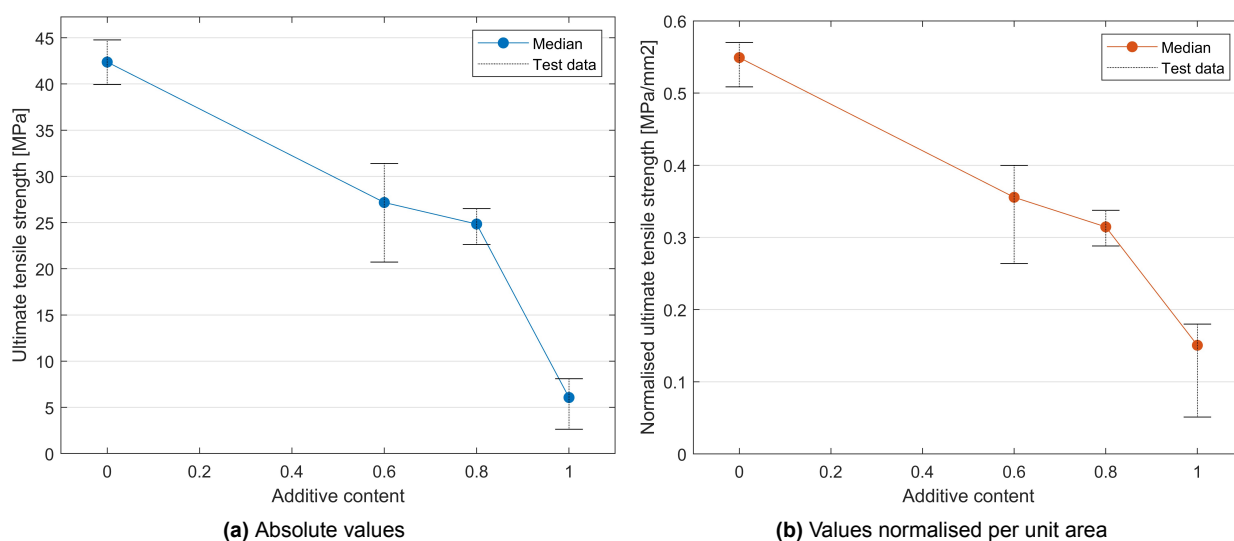 45
40
35
30
25
20
15
10
5
0
Ultimate tensile strength [MPa]
Median
Test data
0 0.2 0.4 0.6 0.8 1
Additive content
(a) Absolute values
0.6
0.5
0.4
0.3
0.2
0.1
0
Normalised ultimate tensile strength [MPa/mm2]
Median
Test data
0 0.2 0.4 0.6 0.8 1
Additive content
(b) Values normalised per unit area